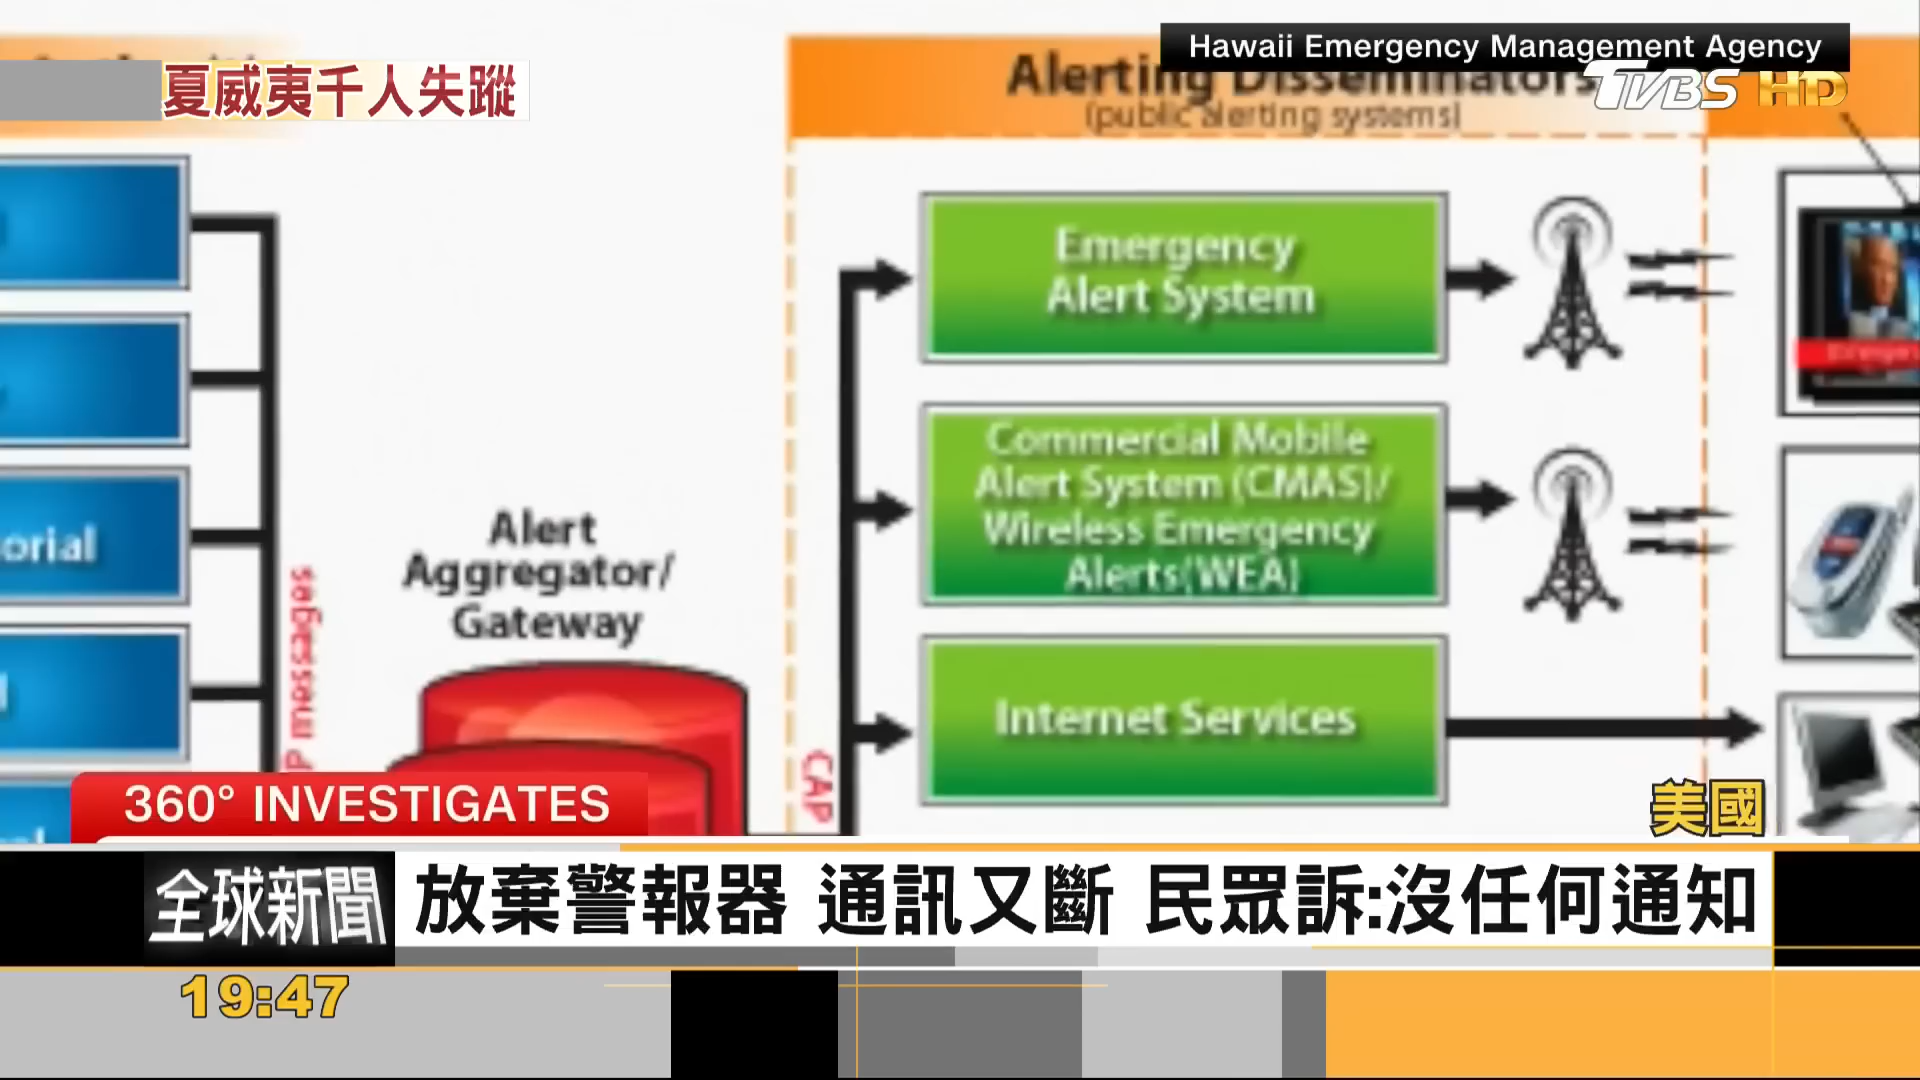 Hawaii Emergency Management Agency
TVBS HD
夏威夷千人失蹤
Alerting Disseminators
(public alerting systems)
Emergency
Alert System
Commercial Mobile
Alert System (CMAS)/
Wireless Emergency
Alerts(WEA)
Internet Services
Alert
Aggregator/
Gateway
orial
P messages
CAP
360° INVESTIGATES
美國
全球新聞
放棄警報器 通訊又斷 民眾訴:沒任何通知
19:47